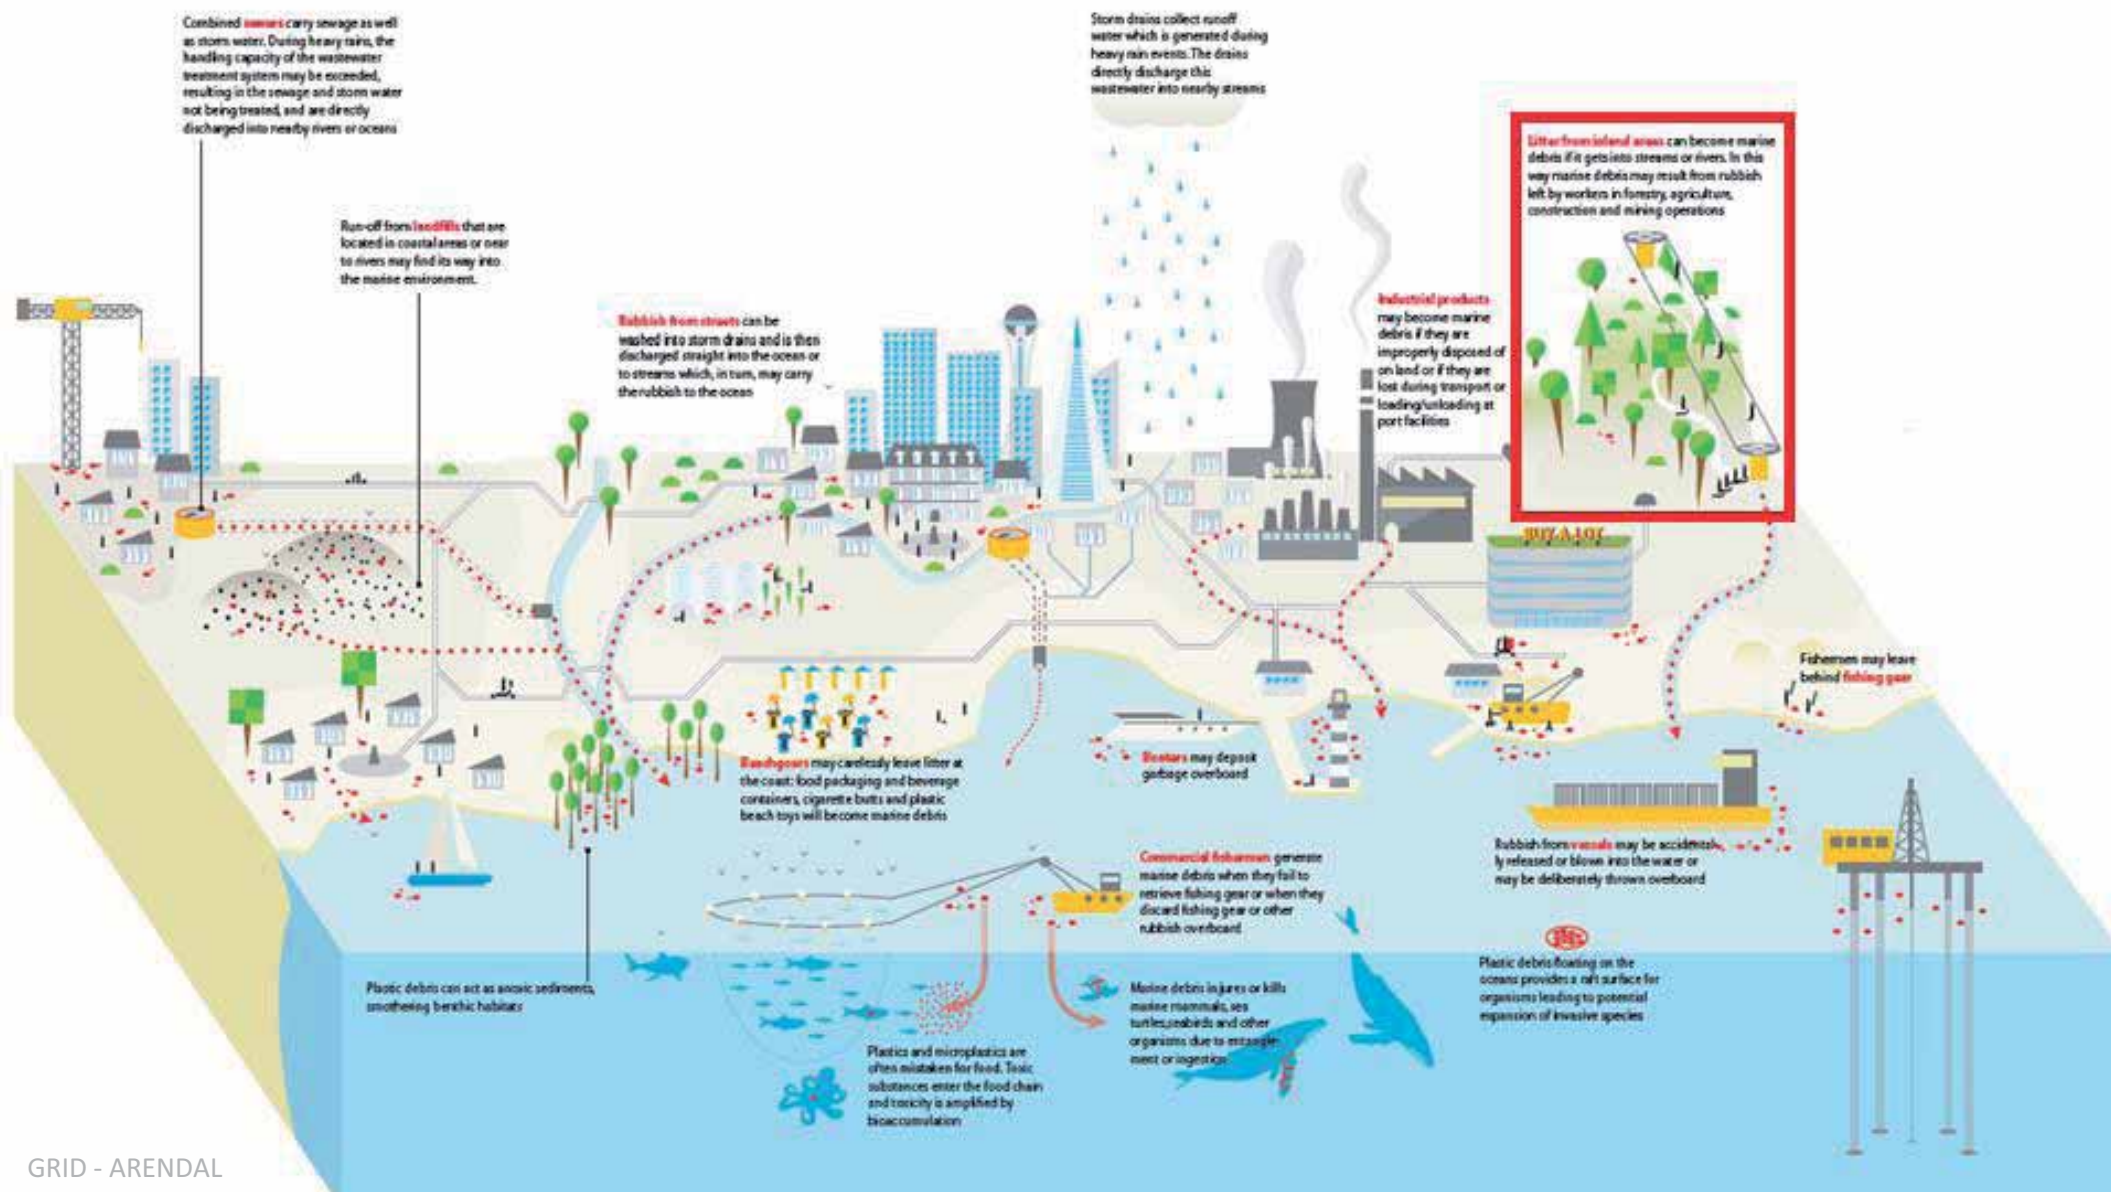 Combined sewers carry sewage as well
as storm water. During heavy rains, the
handling capacity of the wastewater
treatment system may be exceeded,
resulting in the sewage and storm water
not being treated, and are directly
discharged into nearby rivers or oceans
Storm drains collect runoff
water which is generated during
heavy rain events. The drains
directly discharge this
wastewater into nearby streams
Litter from inland areas can become marine
debris if it gets into streams or rivers. In this
way marine debris may result from rubbish
left by workers in forestry, agriculture,
construction and mining operations
Run-off from landfills that are
located in coastal areas or near
to rivers may find its way into
the marine environment.
Rubbish from streets can be
washed into storm drains and is then
discharged straight into the ocean or
to streams which, in turn, may carry
the rubbish to the ocean
Industrial products
may become marine
debris if they are
improperly disposed of
on land or if they are
lost during transport or
loading/unloading at
port facilities
BUY-A-LOT
Fishermen may leave
behind fishing gear
Beachgoers may carelessly leave litter at
the coast: food packaging and beverage
containers, cigarette butts and plastic
beach toys will become marine debris
Boaters may deposit
garbage overboard
Rubbish from vessels may be accidental-
ly released or blown into the water or
may be deliberately thrown overboard
Commercial fishermen generate
marine debris when they fail to
retrieve fishing gear or when they
discard fishing gear or other
rubbish overboard
Plastic debris can act as anoxic sediments,
smothering benthic habitats
Marine debris injures or kills
marine mammals, sea
turtles, seabirds and other
organisms due to entangle-
ment or ingestion
Plastic debris floating on the
oceans provides a raft surface for
organisms leading to potential
expansion of invasive species
Plastics and microplastics are
often mistaken for food. Toxic
substances enter the food chain
and toxicity is amplified by
bioaccumulation
GRID - ARENDAL